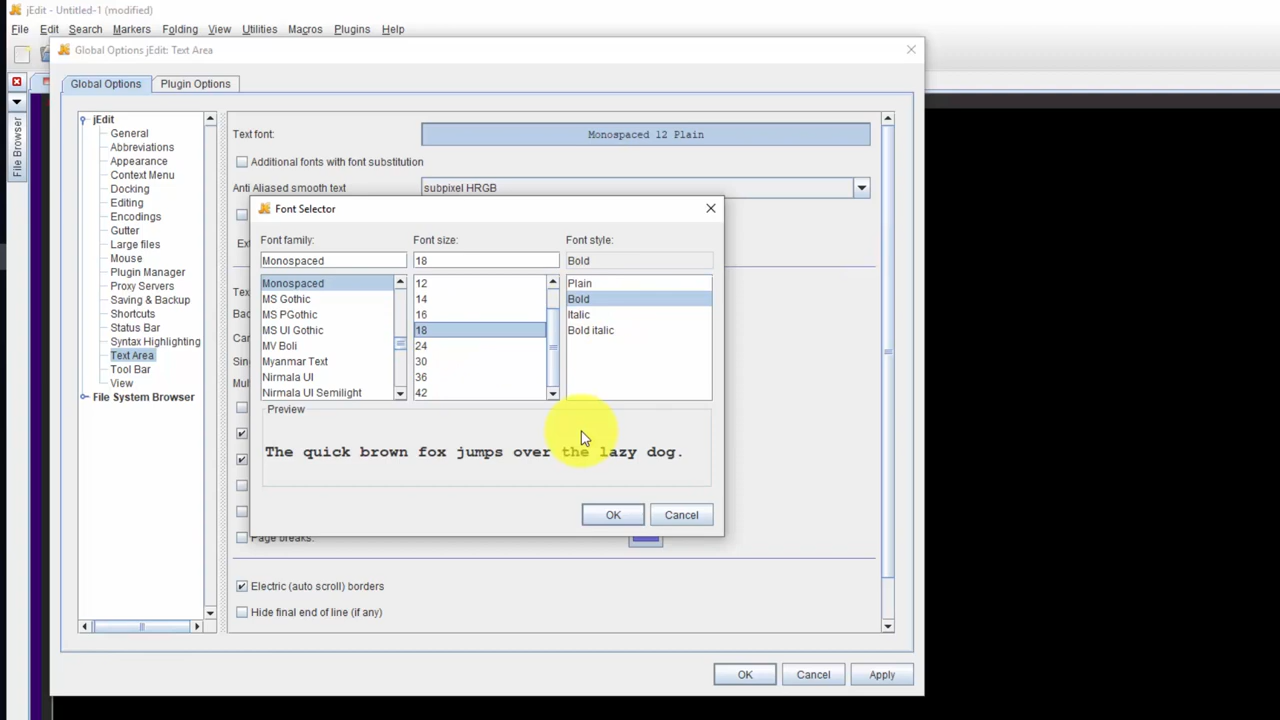 jEdit - Untitled-1 (modified)
File Edit Search Markers Folding View Utilities Macros Plugins Help
Global Options jEdit: Text Area
Global Options Plugin Options
File Browser
jEdit
General
Abbreviations
Appearance
Context Menu
Docking
Editing
Encodings
Gutter
Large files
Mouse
Plugin Manager
Proxy Servers
Saving & Backup
Shortcuts
Status Bar
Syntax Highlighting
Text Area
Tool Bar
View
File System Browser
Text font: Monospaced 12 Plain
Additional fonts with font substitution
Anti Aliased smooth text subpixel HRGB
Font Selector
Font family: Font size: Font style:
Monospaced 18 Bold
Monospaced 12 Plain
MS Gothic 14 Bold
MS PGothic 16 Italic
MS UI Gothic 18 Bold italic
MV Boli 24
Myanmar Text 30
Nirmala UI 36
Nirmala UI Semilight 42
Preview
The quick brown fox jumps over the lazy dog.
OK Cancel
Page breaks:
Electric (auto scroll) borders
Hide final end of line (if any)
OK Cancel Apply